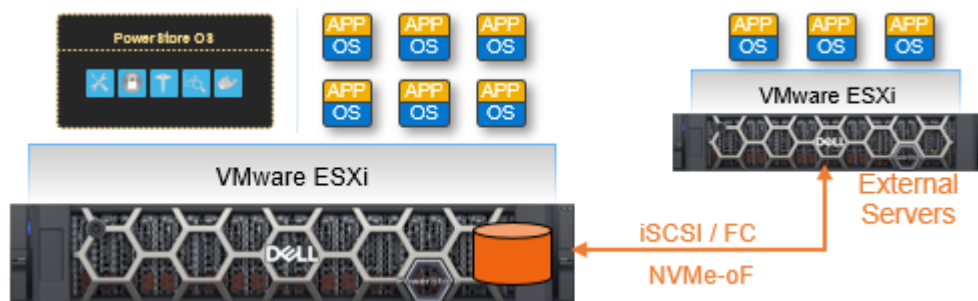 PowerStore OS
APP APP APP
OS OS OS
APP APP APP
OS OS OS
VMware ESXi
DELL
APP APP APP
OS OS OS
VMware ESXi
DELL
External
Servers
iSCSI / FC
NVMe-oF